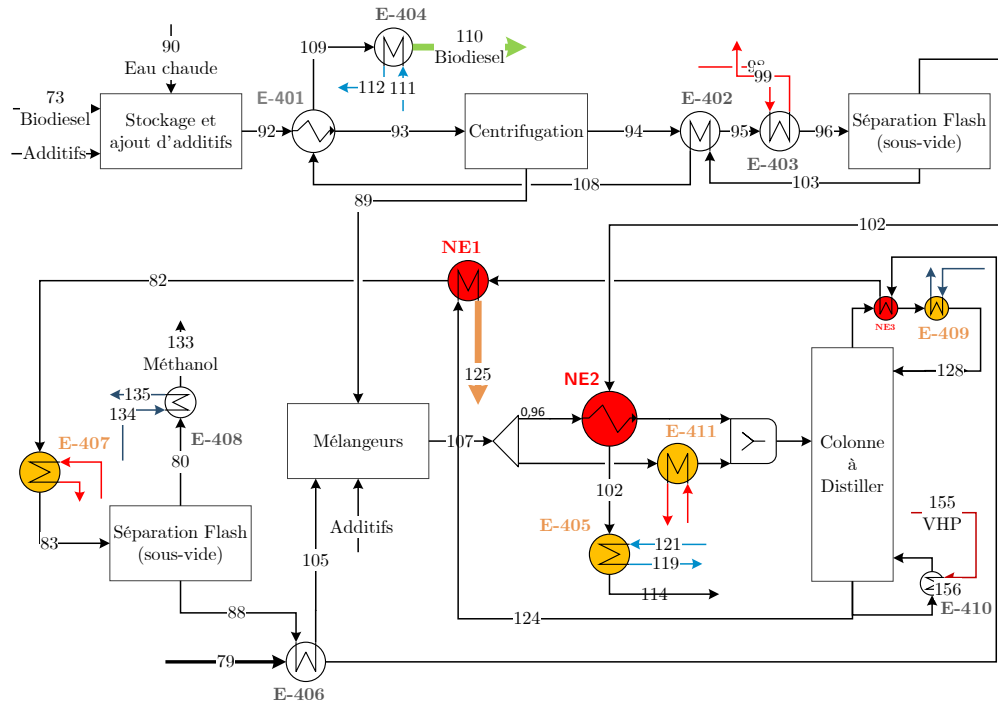 E-404
90
109
110
Eau chaude
Biodiesel
98
99
73
E-401
112
111
E-402
Biodiesel
Stockage et
ajout d'additifs
92
93
Centrifugation
94
95
96
Séparation Flash
(sous-vide)
Additifs
E-403
108
103
89
102
NE1
82
NE3
E-409
133
Méthanol
125
128
NE2
135
134
0,96
E-408
E-407
Mélangeurs
107
E-411
Colonne
à
Distiller
80
102
155
VHP
Séparation Flash
(sous-vide)
Additifs
E-405
83
121
105
119
156
114
E-410
88
124
79
E-406